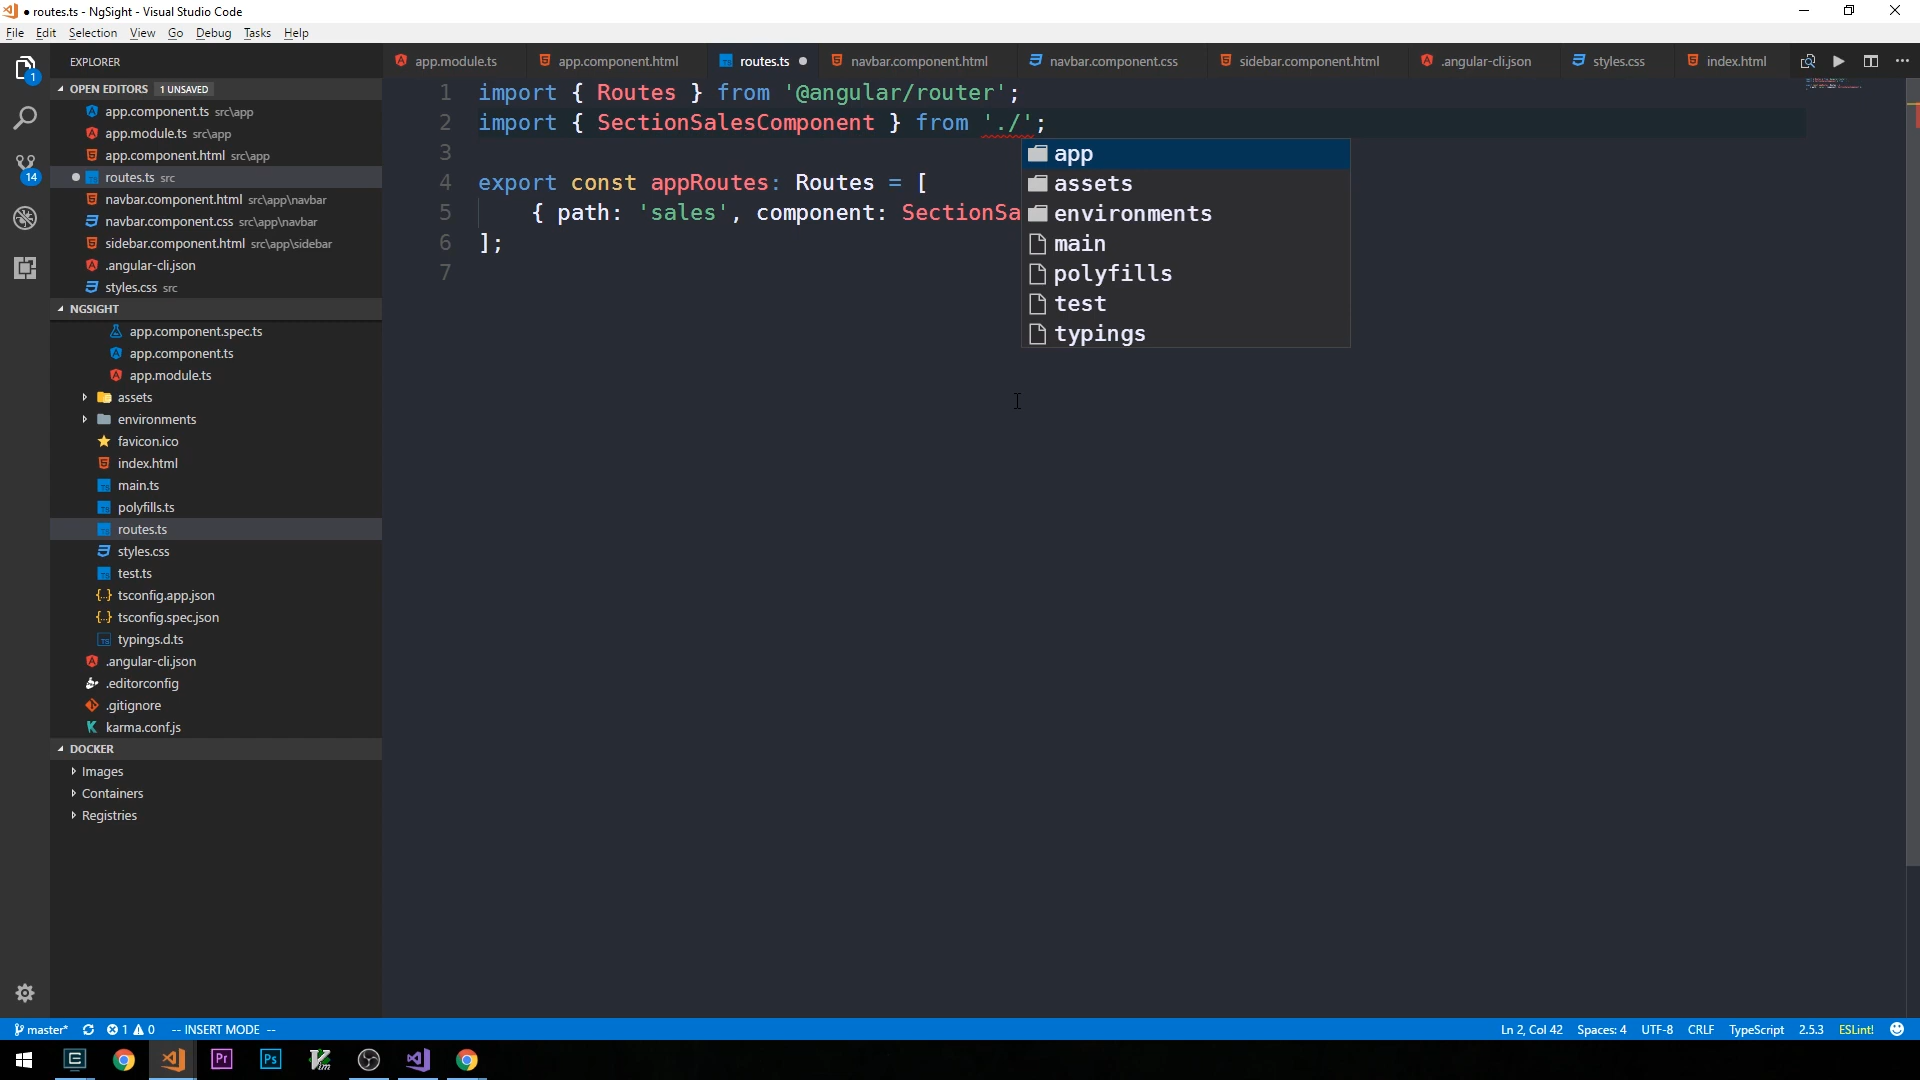 ● routes.ts - NgSight - Visual Studio Code
File Edit Selection View Go Debug Tasks Help
EXPLORER
OPEN EDITORS 1 UNSAVED
app.component.ts src\app
app.module.ts src\app
app.component.html src\app
routes.ts src
navbar.component.html src\app\navbar
navbar.component.css src\app\navbar
sidebar.component.html src\app\sidebar
.angular-cli.json
styles.css src
NGSIGHT
app.component.spec.ts
app.component.ts
app.module.ts
assets
environments
favicon.ico
index.html
main.ts
polyfills.ts
routes.ts
styles.css
test.ts
tsconfig.app.json
tsconfig.spec.json
typings.d.ts
.angular-cli.json
.editorconfig
.gitignore
karma.conf.js
DOCKER
Images
Containers
Registries
app.module.ts app.component.html routes.ts navbar.component.html navbar.component.css sidebar.component.html .angular-cli.json styles.css index.html
1 import { Routes } from '@angular/router';
2 import { SectionSalesComponent } from './';
3
4 export const appRoutes: Routes = [
5 { path: 'sales', component: SectionSa
6 ];
7
app
assets
environments
main
polyfills
test
typings
1
14
master* 1 0 -- INSERT MODE -- Ln 2, Col 42 Spaces: 4 UTF-8 CRLF TypeScript 2.5.3 ESLint!
Pr Ps Vim